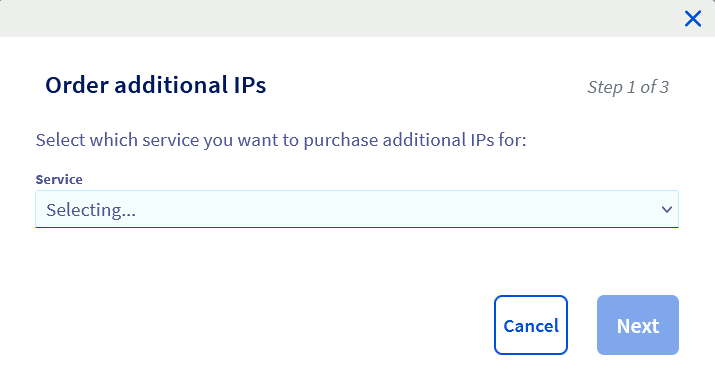 Order additional IPs
Step 1 of 3
Select which service you want to purchase additional IPs for:
Service
Selecting...
Cancel
Next